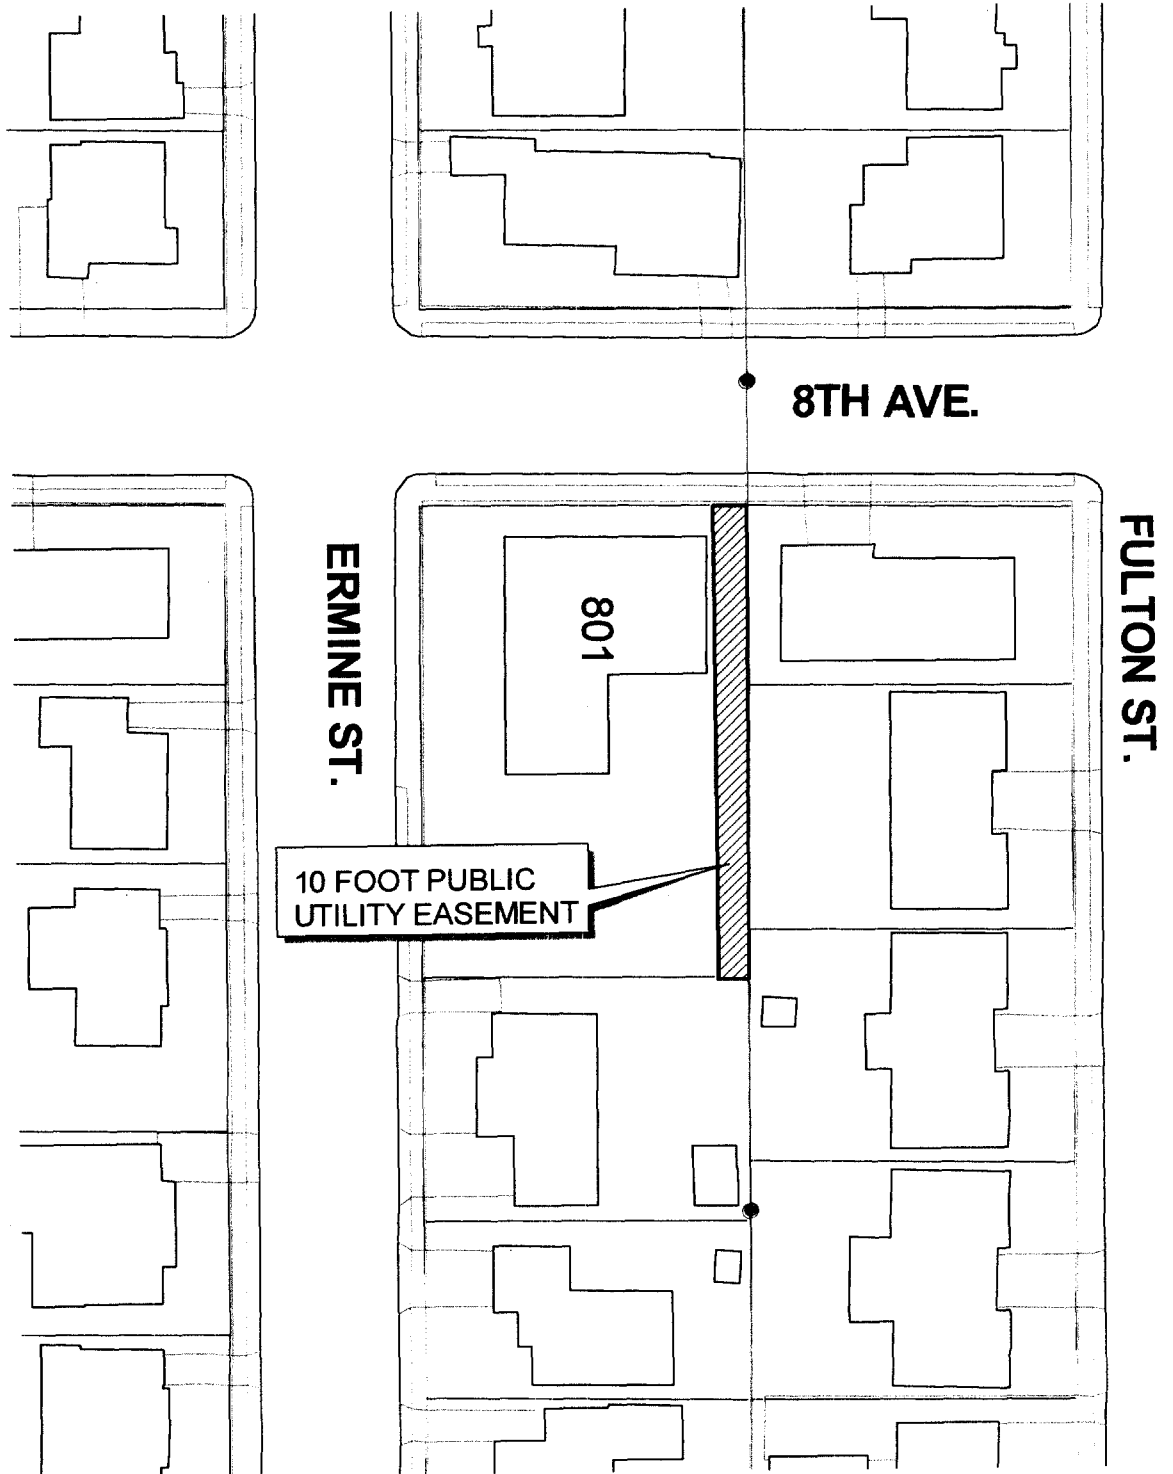 8TH AVE.
FULTON ST.
ERMINE ST.
801
10 FOOT PUBLIC
UTILITY EASEMENT